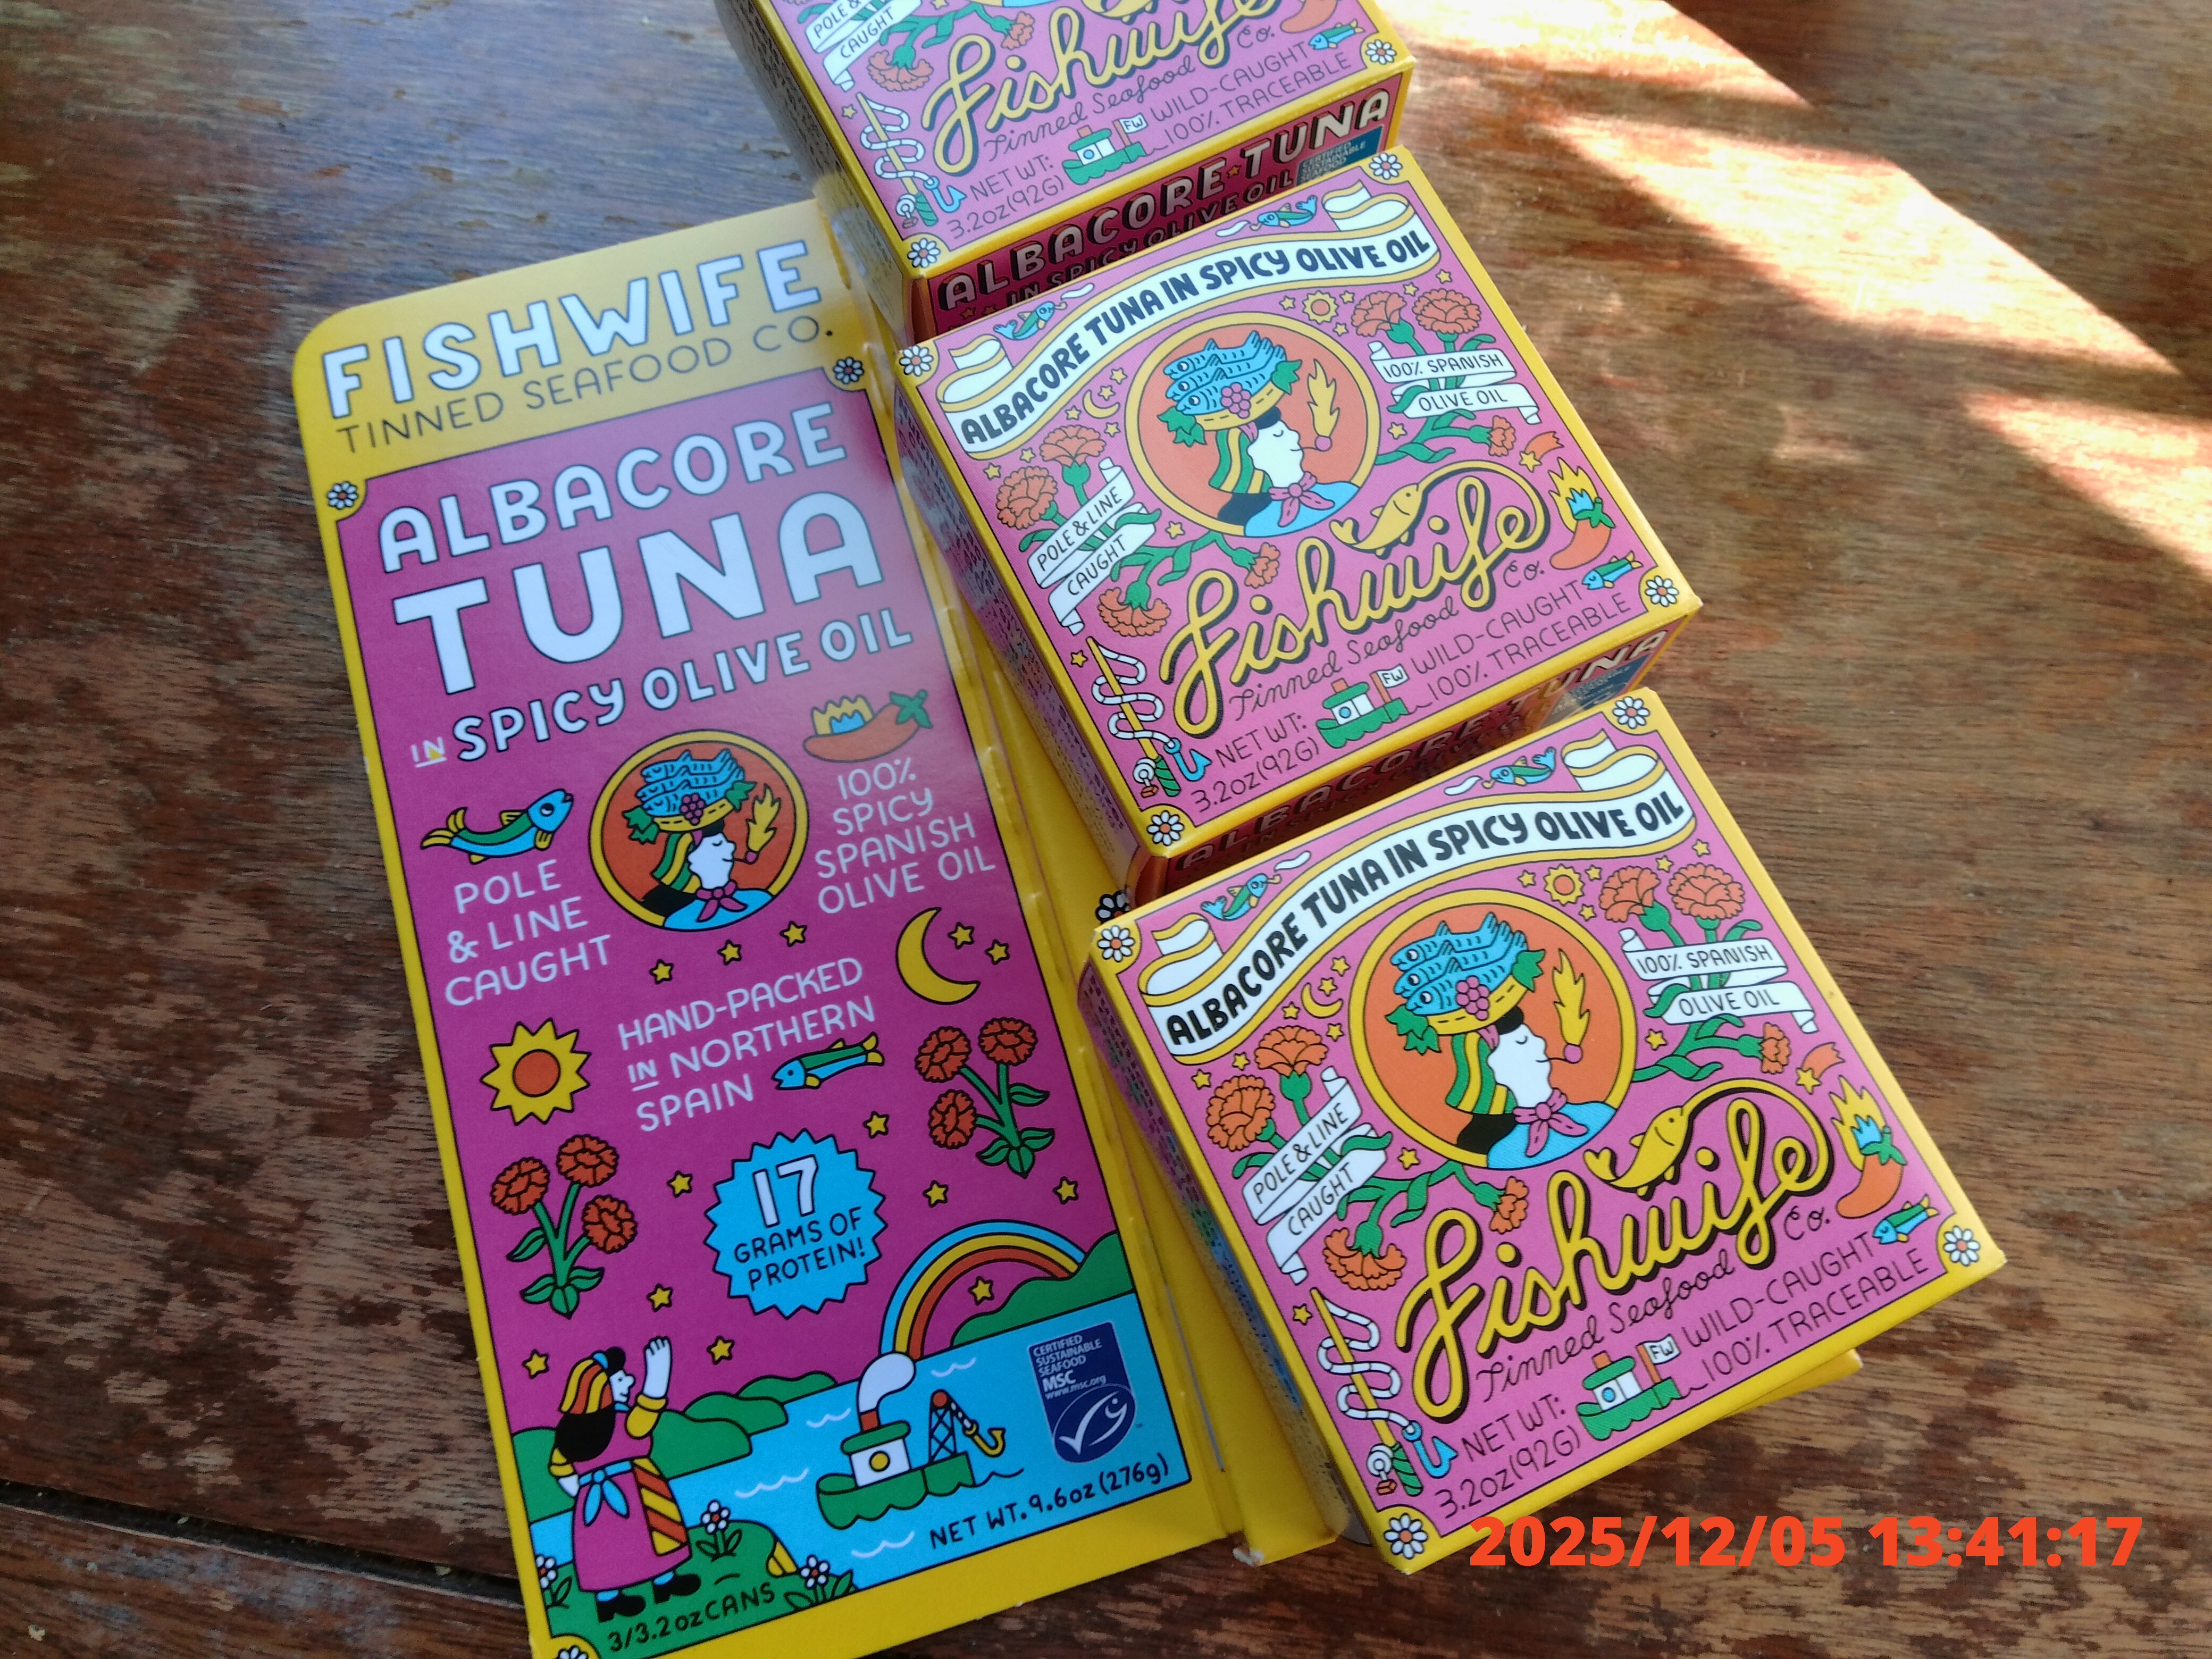 FISHWIFE
TINNED SEAFOOD CO.
ALBACORE
TUNA
IN SPICY OLIVE OIL
POLE
& LINE
CAUGHT
100%
SPICY
SPANISH
OLIVE OIL
HAND-PACKED
IN NORTHERN
SPAIN
17
GRAMS OF
PROTEIN!
CERTIFIED
SUSTAINABLE
SEAFOOD
MSC
www.msc.org
NET WT. 9.6oz (276g)
3/3.2oz CANS
POLE &
CAUGHT
Fishwife
Co.
Tinned Seafood
WILD-CAUGHT
100% TRACEABLE
FW
NET WT:
3.2oz(92G)
ALBACORE TUNA
IN SPICY OLIVE OIL
CERTIFIED
SUSTAINABLE
SEAFOOD
ALBACORE TUNA IN SPICY OLIVE OIL
100% SPANISH
OLIVE OIL
POLE & LINE
CAUGHT
Fishwife
Co.
Tinned Seafood
WILD-CAUGHT
100% TRACEABLE
FW
NET WT:
3.2oz(92G)
ALBACORE TUNA
ALBACORE TUNA IN SPICY OLIVE OIL
100% SPANISH
OLIVE OIL
POLE & LINE
CAUGHT
Fishwife
Co.
Tinned Seafood
WILD-CAUGHT
100% TRACEABLE
FW
NET WT:
3.2oz(92G)
2025/12/05 13:41:17